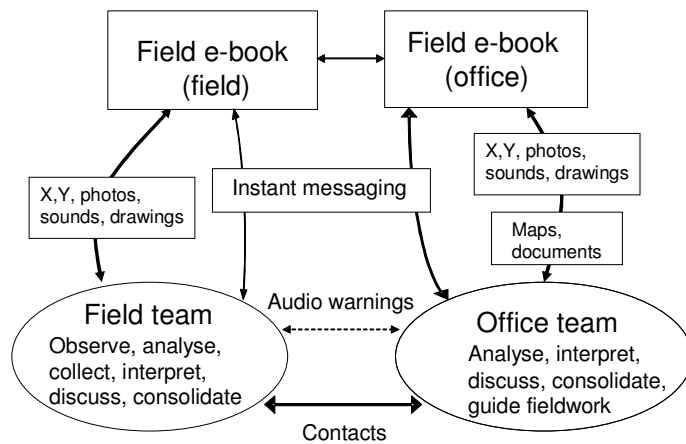 Field e-book
(field)
Field e-book
(office)
X,Y, photos,
sounds, drawings
Instant messaging
X,Y, photos,
sounds, drawings
Maps,
documents
Audio warnings
Field team
Observe, analyse,
collect, interpret,
discuss, consolidate
Office team
Analyse, interpret,
discuss, consolidate,
guide fieldwork
Contacts